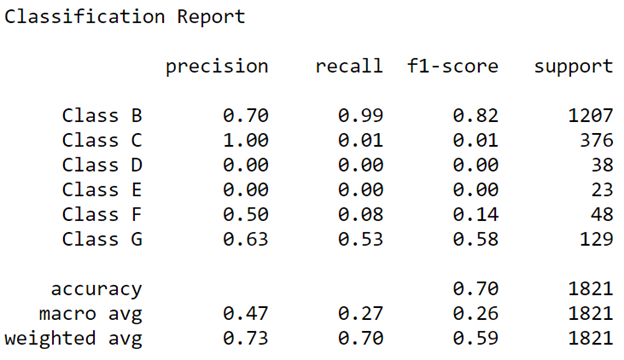 Classification Report
precision recall f1-score support
Class B 0.70 0.99 0.82 1207
Class C 1.00 0.01 0.01 376
Class D 0.00 0.00 0.00 38
Class E 0.00 0.00 0.00 23
Class F 0.50 0.08 0.14 48
Class G 0.63 0.53 0.58 129
accuracy 0.70 1821
macro avg 0.47 0.27 0.26 1821
weighted avg 0.73 0.70 0.59 1821